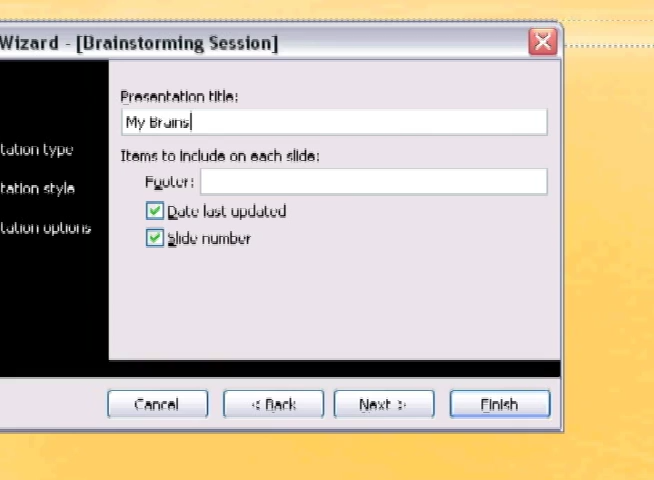 Wizard - [Brainstorming Session]
Presentation title:
My Brains
tation type
Items to include on each slide:
Footer:
tation style
Date last updated
tation options
Slide number
Cancel
< Back
Next >
Finish